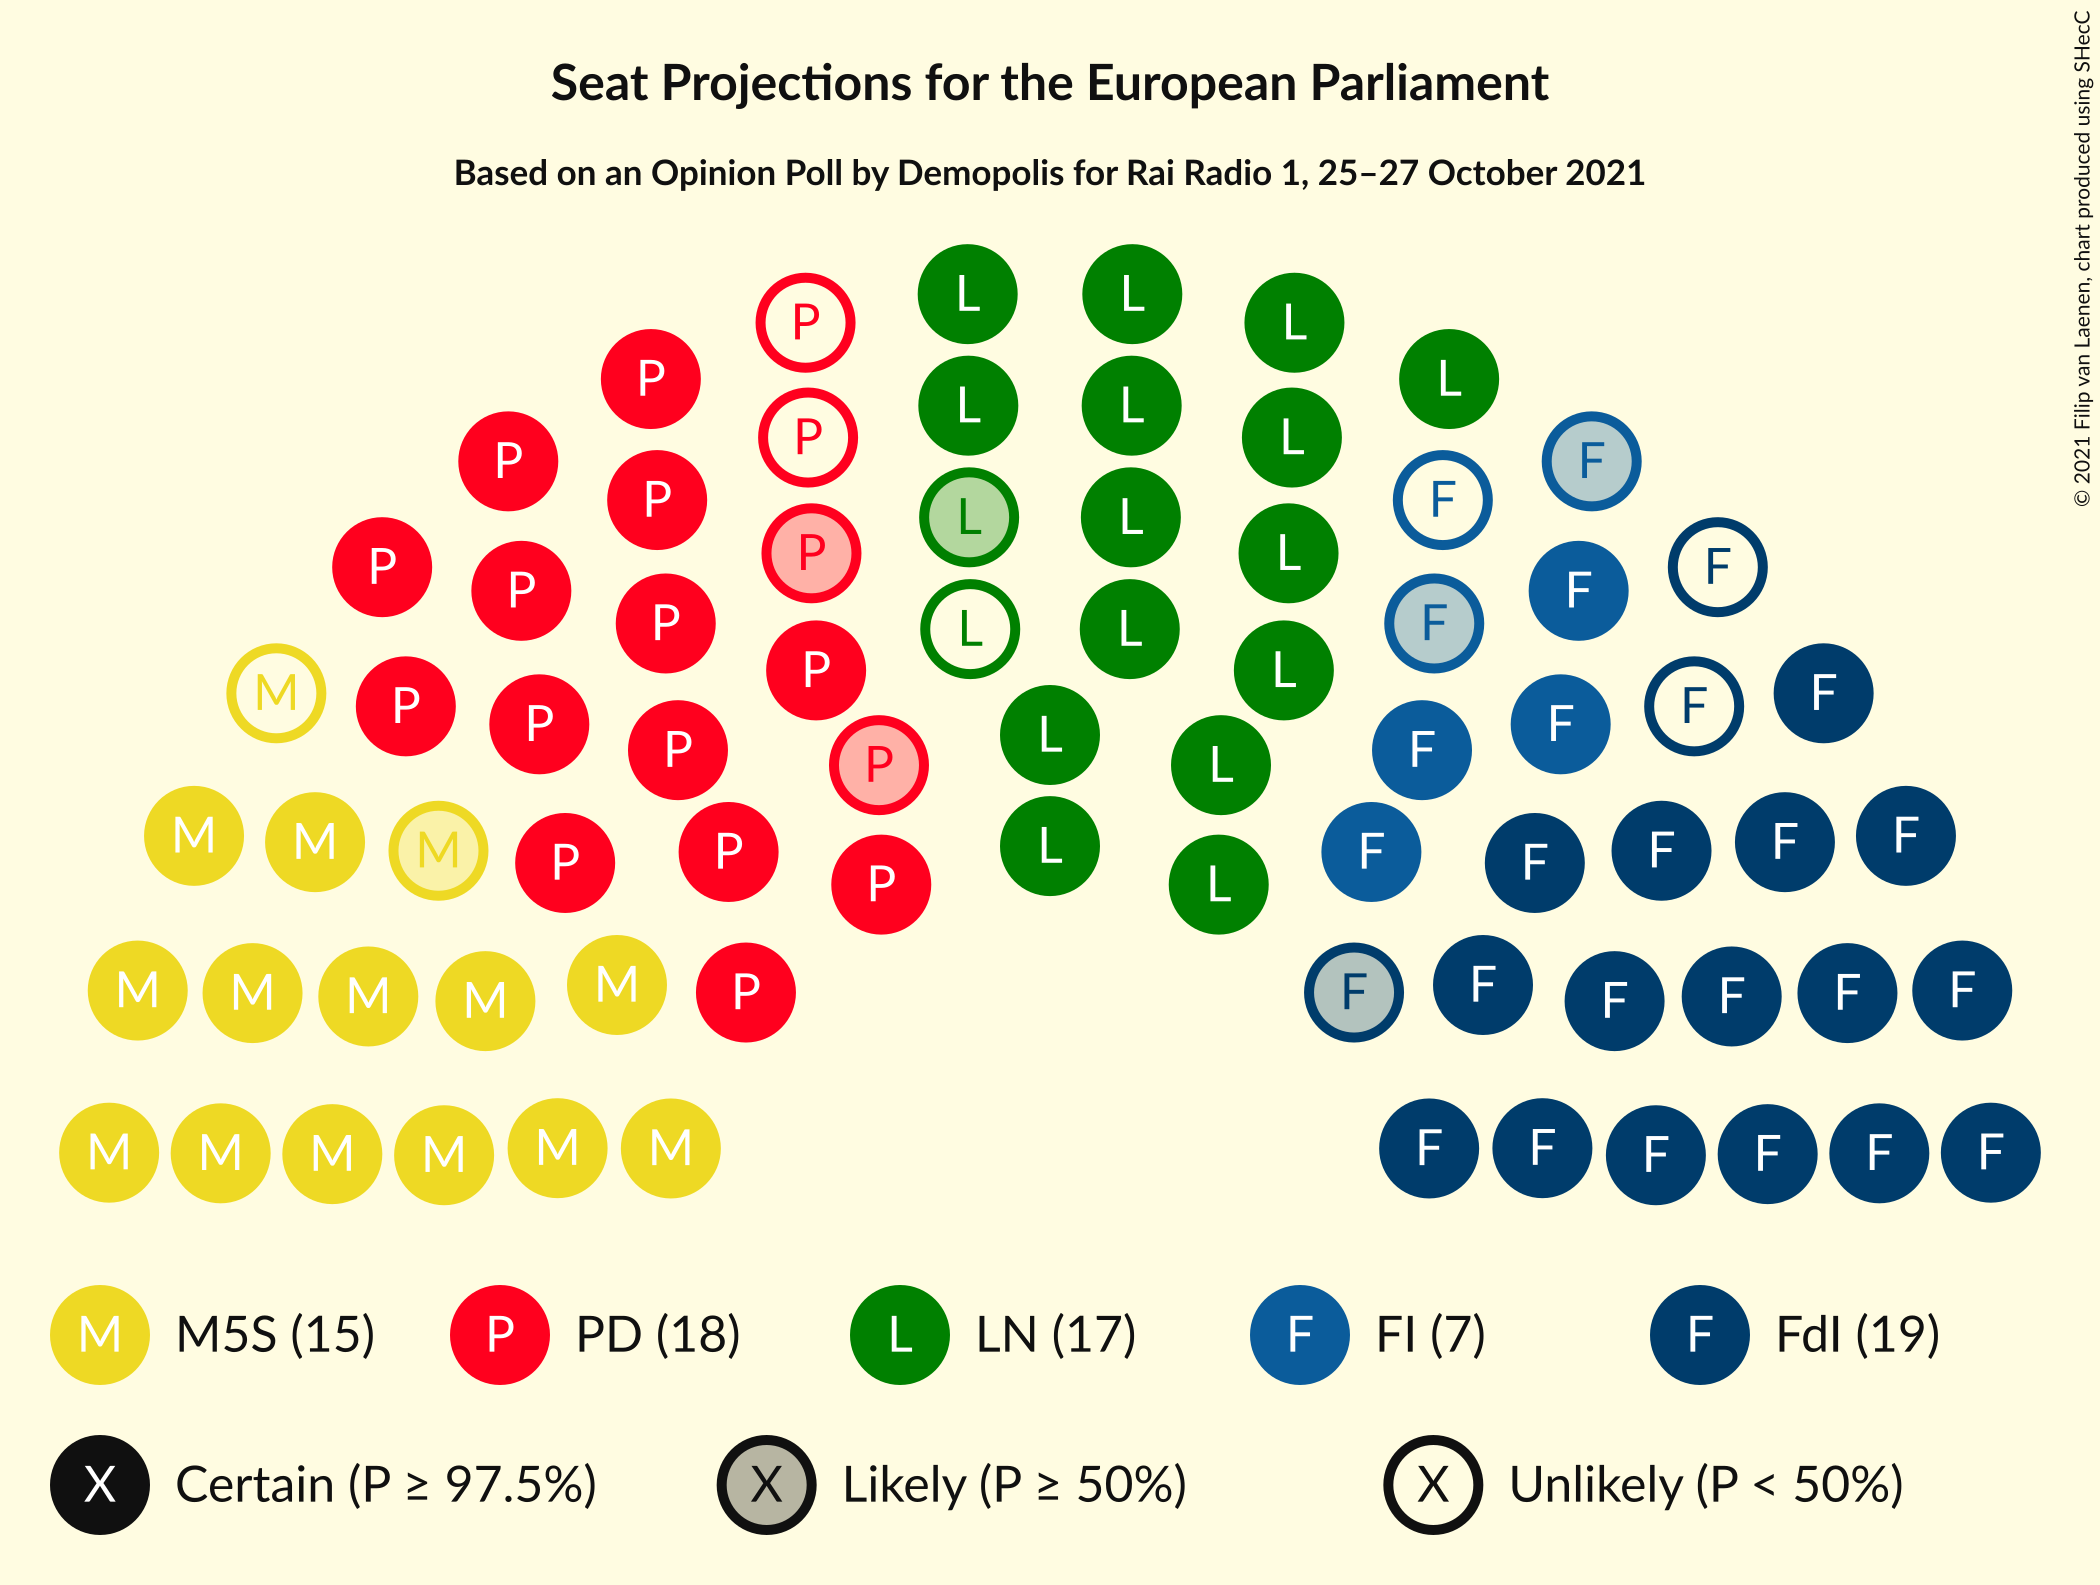 Seat Projections for the European Parliament
Based on an Opinion Poll by Demopolis for Rai Radio 1, 25–27 October 2021
© 2021 Filip van Laenen, chart produced using SHecC
L L
P L L
P L
L L
P L
P F
P L
P F
L L
P L
P F
P F
P F
P L
L L
P F
M F
P L
P F
P F
P F
L
P L
M F
M F
M F
L
P F
P F
P L
M F
P F
M M M M F F F F
M F
M M M M M M F F F F F F
M M5S (15) P PD (18) L LN (17) F FI (7) F FdI (19)
X Certain (P ≥ 97.5%) X Likely (P ≥ 50%) X Unlikely (P < 50%)